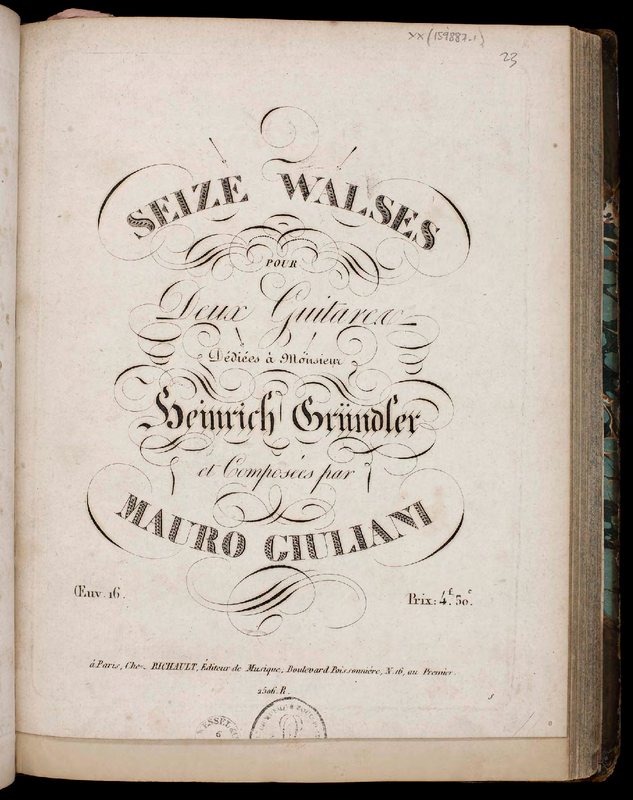 XX (159887-1)
23
SEIZE WALSES
POUR
Deux Guitares
Dédiées à Monsieur
Heinrich Gründler
et Composées par
MAURO GIULIANI
Œuv. 16.
Prix: 4f. 50c.
à Paris, Chez RICHAULT, Éditeur de Musique, Boulevard Poissonnière, N. 16, au Premier.
2506. R.
6